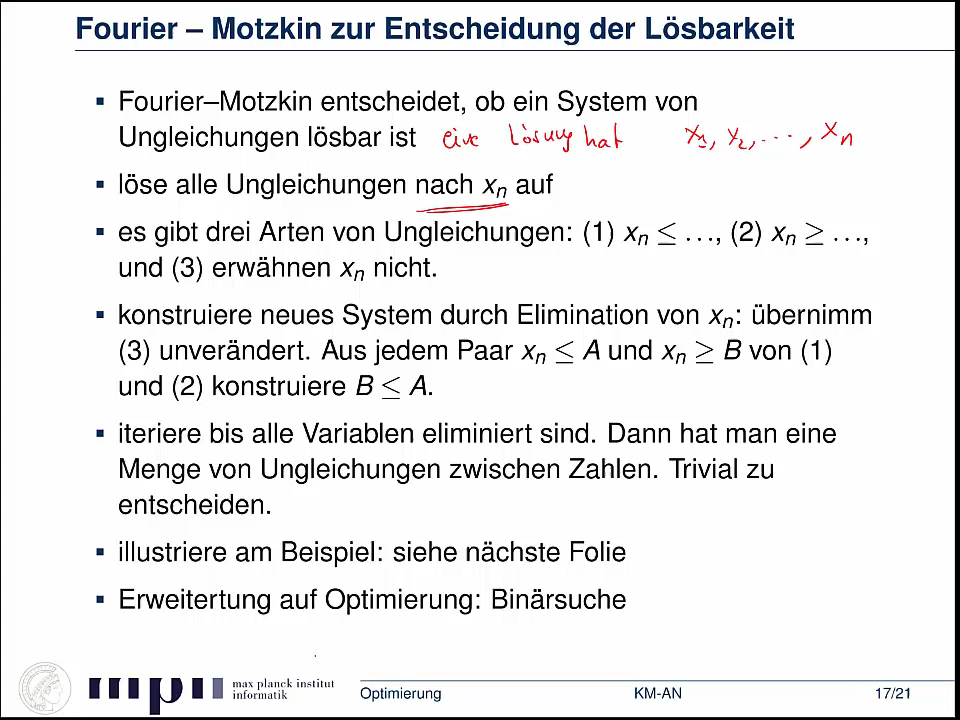 Fourier – Motzkin zur Entscheidung der Lösbarkeit
▪ Fourier–Motzkin entscheidet, ob ein System von
Ungleichungen lösbar ist eine Lösung hat x₁, x₂, ..., xₙ
▪ löse alle Ungleichungen nach xₙ auf
▪ es gibt drei Arten von Ungleichungen: (1) xₙ ≤ ..., (2) xₙ ≥ ...,
und (3) erwähnen xₙ nicht.
▪ konstruiere neues System durch Elimination von xₙ: übernimm
(3) unverändert. Aus jedem Paar xₙ ≤ A und xₙ ≥ B von (1)
und (2) konstruiere B ≤ A.
▪ iteriere bis alle Variablen eliminiert sind. Dann hat man eine
Menge von Ungleichungen zwischen Zahlen. Trivial zu
entscheiden.
▪ illustriere am Beispiel: siehe nächste Folie
▪ Erweitertung auf Optimierung: Binärsuche
max planck institut
informatik
Optimierung KM-AN 17/21